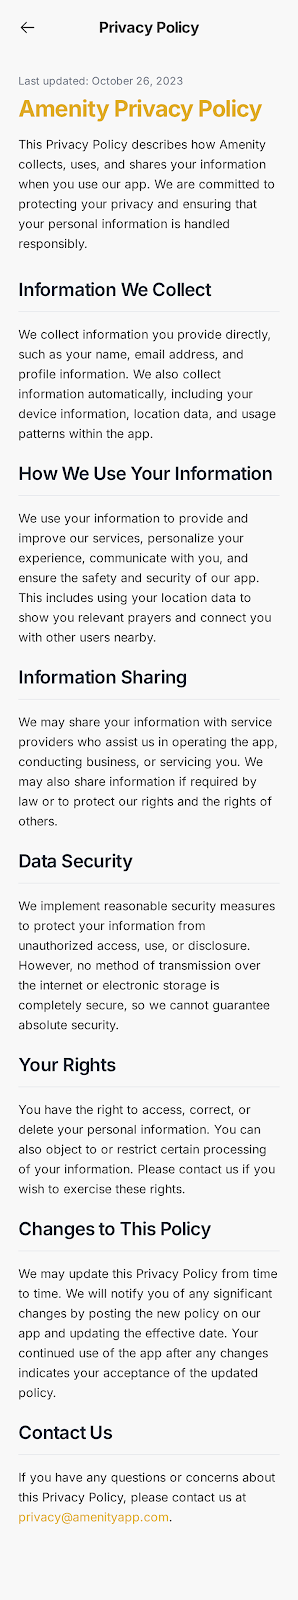 Privacy Policy
Last updated: October 26, 2023
Amenity Privacy Policy
This Privacy Policy describes how Amenity
collects, uses, and shares your information
when you use our app. We are committed to
protecting your privacy and ensuring that
your personal information is handled
responsibly.
Information We Collect
We collect information you provide directly,
such as your name, email address, and
profile information. We also collect
information automatically, including your
device information, location data, and usage
patterns within the app.
How We Use Your Information
We use your information to provide and
improve our services, personalize your
experience, communicate with you, and
ensure the safety and security of our app.
This includes using your location data to
show you relevant prayers and connect you
with other users nearby.
Information Sharing
We may share your information with service
providers who assist us in operating the app,
conducting business, or servicing you. We
may also share information if required by
law or to protect our rights and the rights of
others.
Data Security
We implement reasonable security measures
to protect your information from
unauthorized access, use, or disclosure.
However, no method of transmission over
the internet or electronic storage is
completely secure, so we cannot guarantee
absolute security.
Your Rights
You have the right to access, correct, or
delete your personal information. You can
also object to or restrict certain processing
of your information. Please contact us if you
wish to exercise these rights.
Changes to This Policy
We may update this Privacy Policy from time
to time. We will notify you of any significant
changes by posting the new policy on our
app and updating the effective date. Your
continued use of the app after any changes
indicates your acceptance of the updated
policy.
Contact Us
If you have any questions or concerns about
this Privacy Policy, please contact us at
privacy@amenityapp.com.